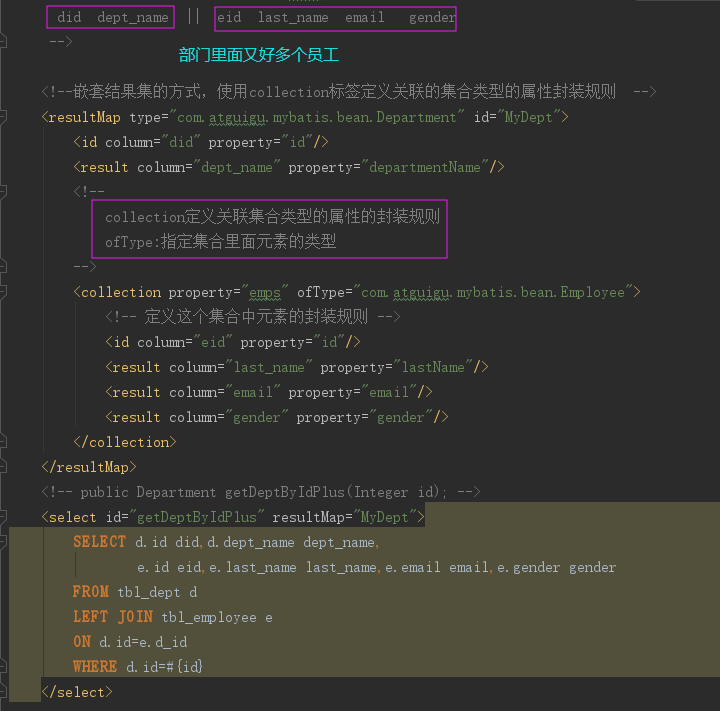 did  dept_name  ||  eid  last_name  email   gender
-->
部门里面又好多个员工
<!--嵌套结果集的方式，使用collection标签定义关联的集合类型的属性封装规则  -->
<resultMap type="com.atguigu.mybatis.bean.Department" id="MyDept">
<id column="did" property="id"/>
<result column="dept_name" property="departmentName"/>
<!--
collection定义关联集合类型的属性的封装规则
ofType:指定集合里面元素的类型
-->
<collection property="emps" ofType="com.atguigu.mybatis.bean.Employee">
<!-- 定义这个集合中元素的封装规则 -->
<id column="eid" property="id"/>
<result column="last_name" property="lastName"/>
<result column="email" property="email"/>
<result column="gender" property="gender"/>
</collection>
</resultMap>
<!-- public Department getDeptByIdPlus(Integer id); -->
<select id="getDeptByIdPlus" resultMap="MyDept">
SELECT d.id did,d.dept_name dept_name,
e.id eid,e.last_name last_name,e.email email,e.gender gender
FROM tbl_dept d
LEFT JOIN tbl_employee e
ON d.id=e.d_id
WHERE d.id=#{id}
</select>